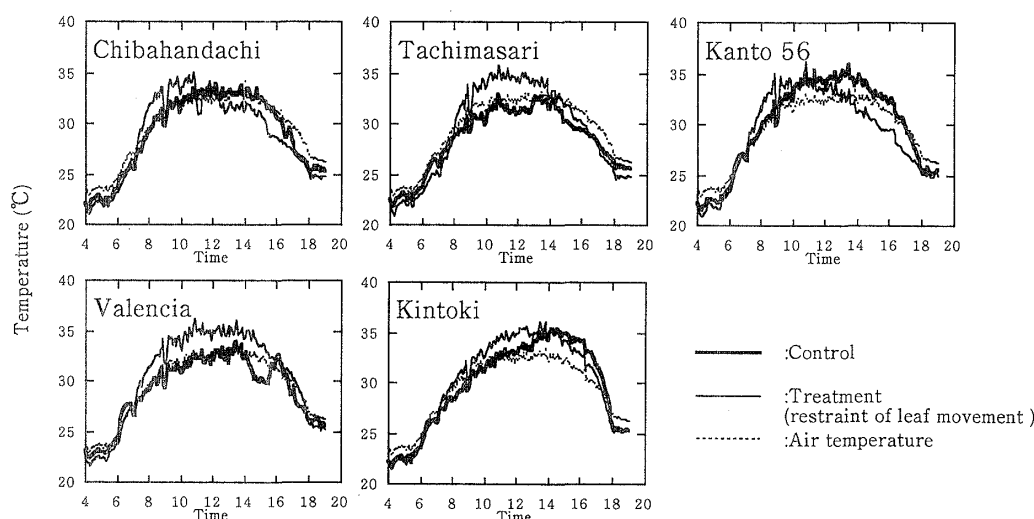 Temperature (℃)
Chibahandachi
40
35
30
25
20
4 6 8 10 12 14 16 18 20
Time
Tachimasari
40
35
30
25
20
4 6 8 10 12 14 16 18 20
Time
Kanto 56
40
35
30
25
20
4 6 8 10 12 14 16 18 20
Time
Valencia
40
35
30
25
20
4 6 8 10 12 14 16 18 20
Time
Kintoki
40
35
30
25
20
4 6 8 10 12 14 16 18 20
Time
:Control
:Treatment
(restraint of leaf movement )
:Air temperature